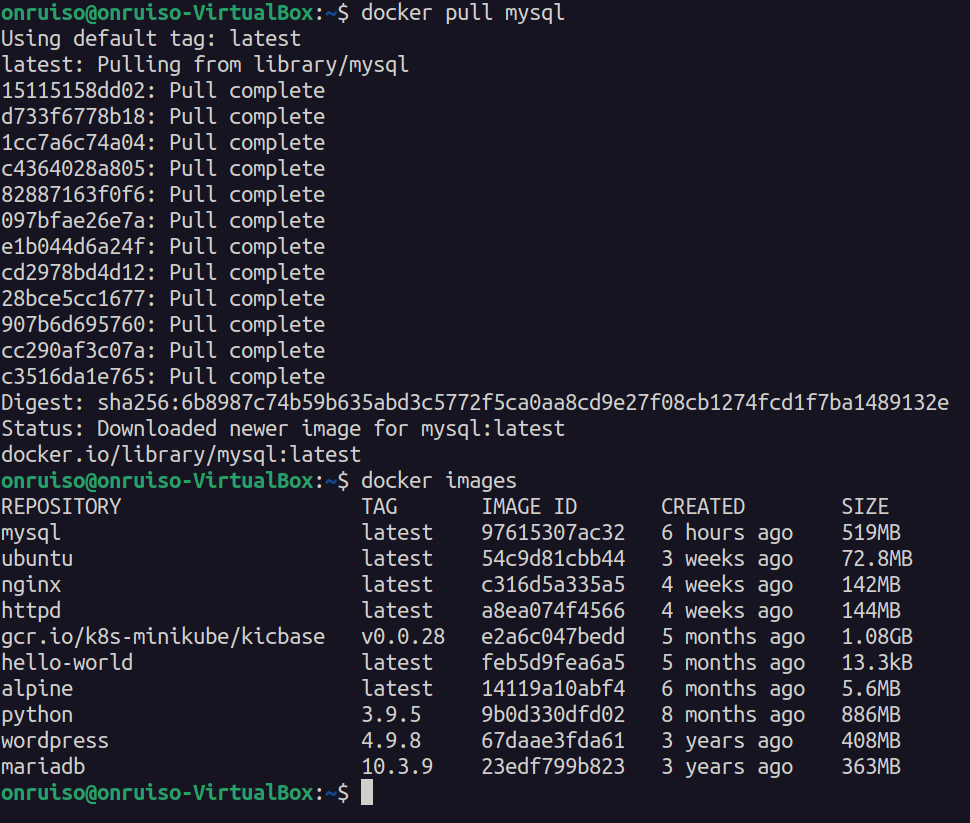 onruiso@onruiso-VirtualBox:~$ docker pull mysql
Using default tag: latest
latest: Pulling from library/mysql
15115158dd02: Pull complete
d733f6778b18: Pull complete
1cc7a6c74a04: Pull complete
c4364028a805: Pull complete
82887163f0f6: Pull complete
097bfae26e7a: Pull complete
e1b044d6a24f: Pull complete
cd2978bd4d12: Pull complete
28bce5cc1677: Pull complete
907b6d695760: Pull complete
cc290af3c07a: Pull complete
c3516da1e765: Pull complete
Digest: sha256:6b8987c74b59b635abd3c5772f5ca0aa8cd9e27f08cb1274fcd1f7ba1489132e
Status: Downloaded newer image for mysql:latest
docker.io/library/mysql:latest
onruiso@onruiso-VirtualBox:~$ docker images
REPOSITORY                    TAG       IMAGE ID       CREATED        SIZE
mysql                         latest    97615307ac32   6 hours ago    519MB
ubuntu                        latest    54c9d81cbb44   3 weeks ago    72.8MB
nginx                         latest    c316d5a335a5   4 weeks ago    142MB
httpd                         latest    a8ea074f4566   4 weeks ago    144MB
gcr.io/k8s-minikube/kicbase   v0.0.28   e2a6c047bedd   5 months ago   1.08GB
hello-world                   latest    feb5d9fea6a5   5 months ago   13.3kB
alpine                        latest    14119a10abf4   6 months ago   5.6MB
python                        3.9.5     9b0d330dfd02   8 months ago   886MB
wordpress                     4.9.8     67daae3fda61   3 years ago    408MB
mariadb                       10.3.9    23edf799b823   3 years ago    363MB
onruiso@onruiso-VirtualBox:~$